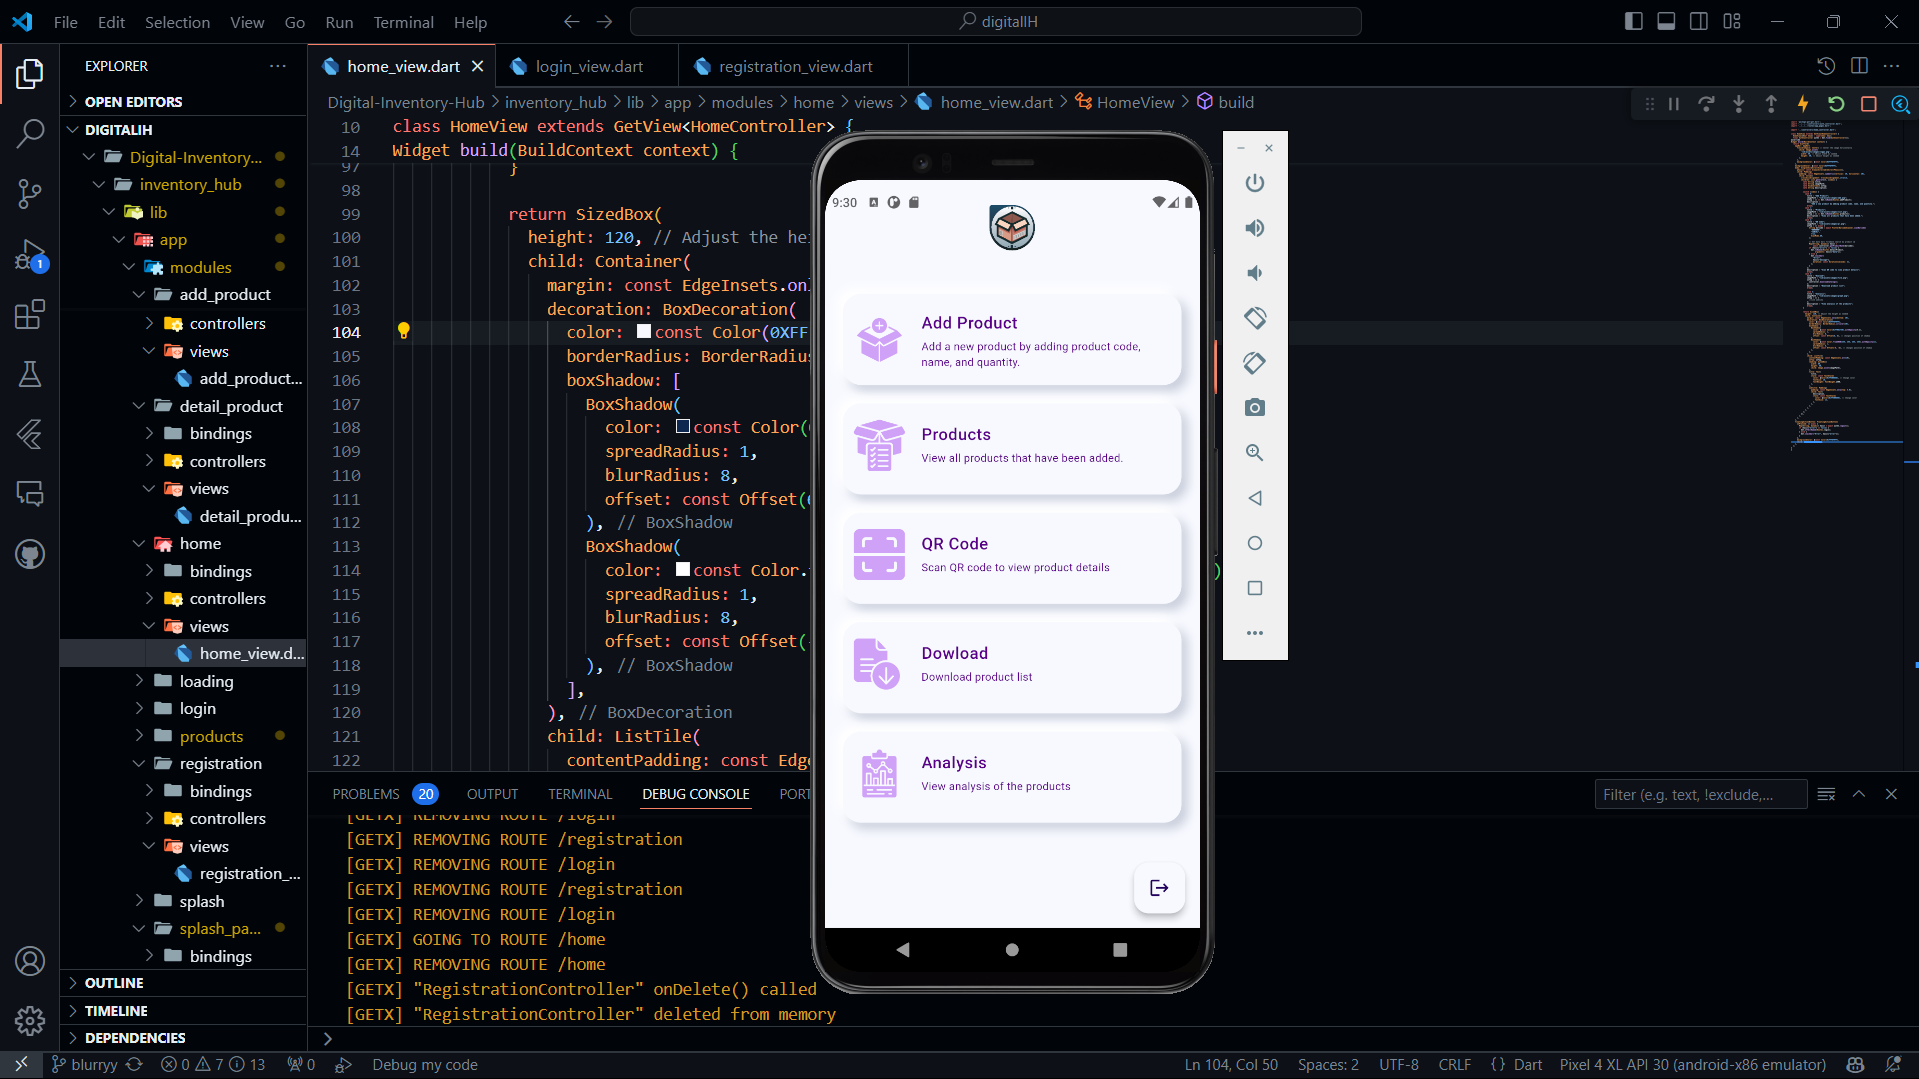 File Edit Selection View Go Run Terminal Help
digitalIH
EXPLORER
OPEN EDITORS
DIGITALIH
Digital-Inventory...
inventory_hub
lib
app
modules
add_product
controllers
views
add_product...
detail_product
bindings
controllers
views
detail_produ...
home
bindings
controllers
views
home_view.d...
loading
login
products
registration
bindings
controllers
views
registration_...
splash
splash_pa...
bindings
OUTLINE
TIMELINE
DEPENDENCIES
1
home_view.dart login_view.dart registration_view.dart
Digital-Inventory-Hub > inventory_hub > lib > app > modules > home > views > home_view.dart > HomeView > build
10 class HomeView extends GetView<HomeController> {
14 Widget build(BuildContext context) {
97 }
98
99 return SizedBox(
100 height: 120, // Adjust the hei
101 child: Container(
102 margin: const EdgeInsets.onl
103 decoration: BoxDecoration(
104 color: const Color(0XFF
105 borderRadius: BorderRadius
106 boxShadow: [
107 BoxShadow(
108 color: const Color(
109 spreadRadius: 1,
110 blurRadius: 8,
111 offset: const Offset(
112 ), // BoxShadow
113 BoxShadow(
114 color: const Color.
115 spreadRadius: 1,
116 blurRadius: 8,
117 offset: const Offset(
118 ), // BoxShadow
119 ],
120 ), // BoxDecoration
121 child: ListTile(
122 contentPadding: const Edge
)
9:30
Add Product
Add a new product by adding product code,
name, and quantity.
Products
View all products that have been added.
QR Code
Scan QR code to view product details
Dowload
Download product list
Analysis
View analysis of the products
PROBLEMS 20 OUTPUT TERMINAL DEBUG CONSOLE PORT
Filter (e.g. text, !exclude,...
[GETX] REMOVING ROUTE /login
[GETX] REMOVING ROUTE /registration
[GETX] REMOVING ROUTE /login
[GETX] REMOVING ROUTE /registration
[GETX] REMOVING ROUTE /login
[GETX] GOING TO ROUTE /home
[GETX] REMOVING ROUTE /home
[GETX] "RegistrationController" onDelete() called
[GETX] "RegistrationController" deleted from memory
blurryy 0 7 13 0 Debug my code
Ln 104, Col 50 Spaces: 2 UTF-8 CRLF {} Dart Pixel 4 XL API 30 (android-x86 emulator)